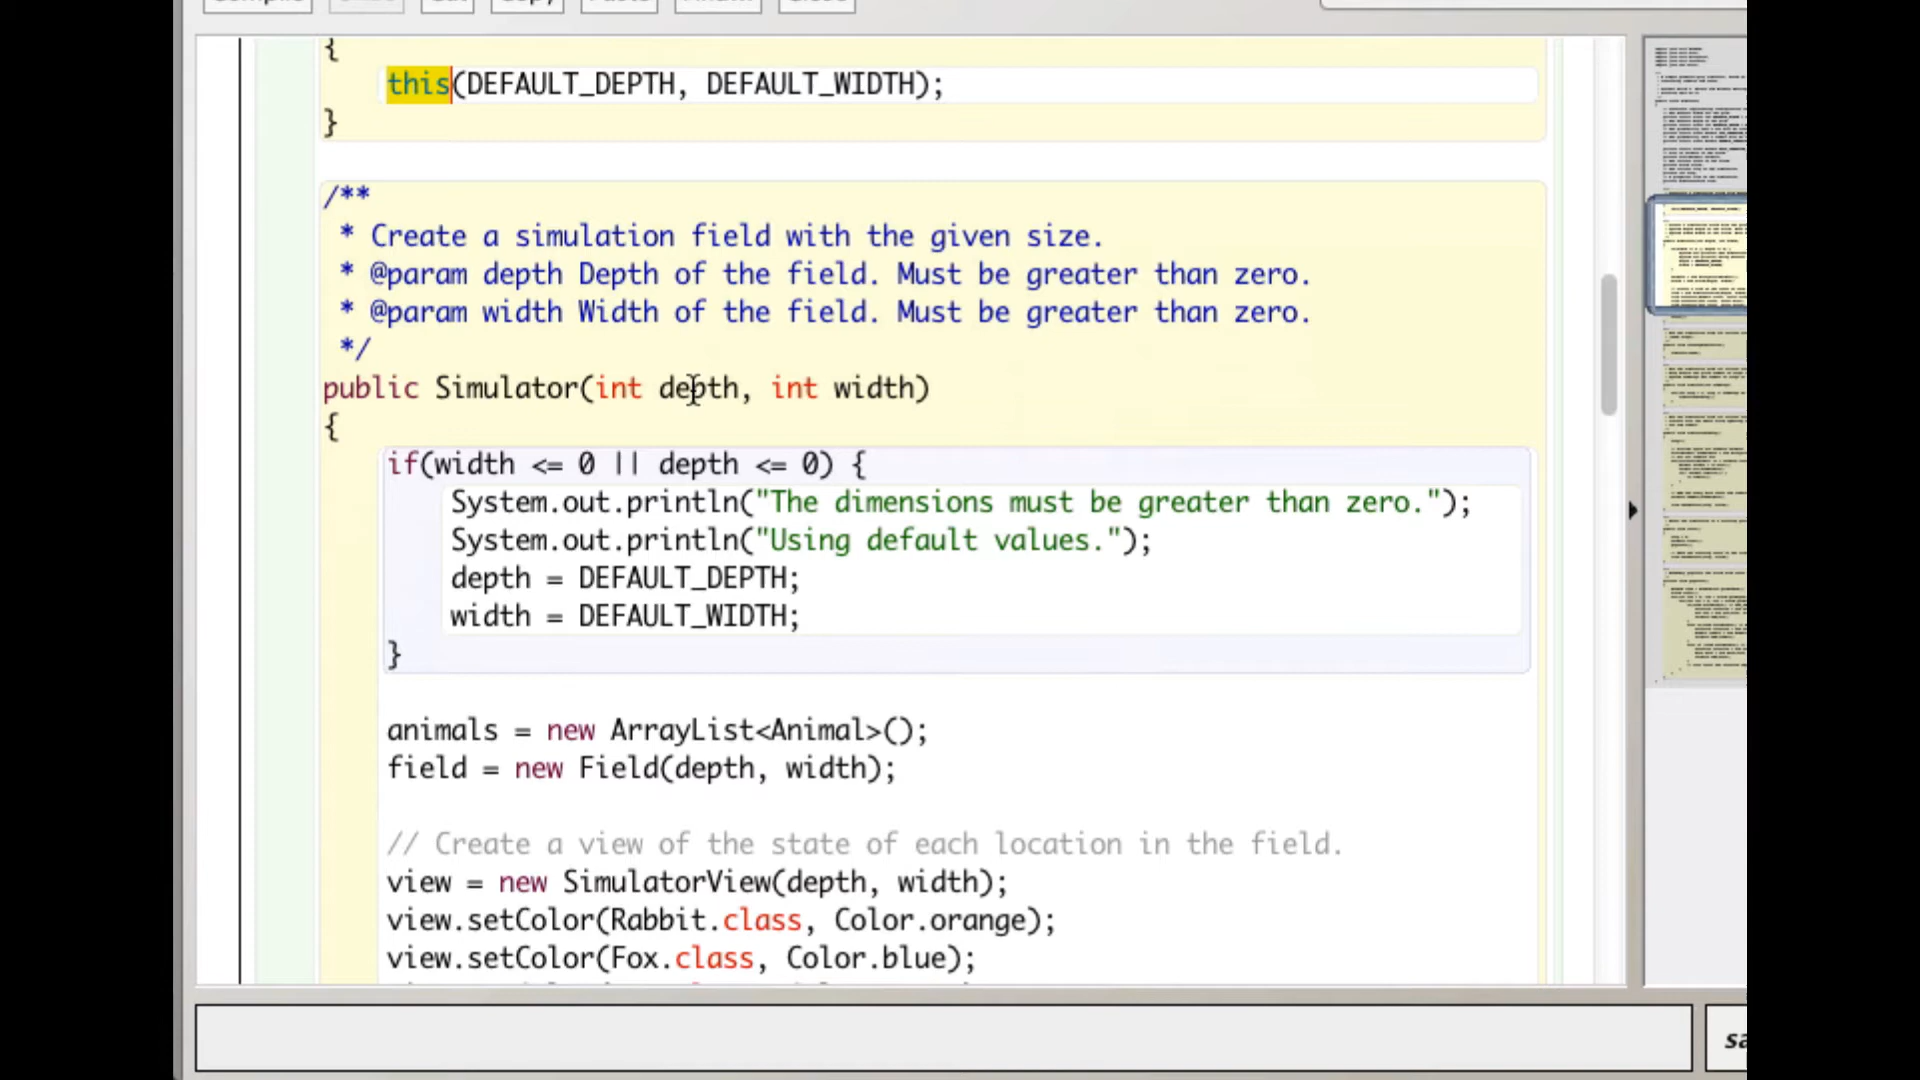 {
this(DEFAULT_DEPTH, DEFAULT_WIDTH);
}
/**
* Create a simulation field with the given size.
* @param depth Depth of the field. Must be greater than zero.
* @param width Width of the field. Must be greater than zero.
*/
public Simulator(int depth, int width)
{
if(width <= 0 || depth <= 0) {
System.out.println("The dimensions must be greater than zero.");
System.out.println("Using default values.");
depth = DEFAULT_DEPTH;
width = DEFAULT_WIDTH;
}
animals = new ArrayList<Animal>();
field = new Field(depth, width);
// Create a view of the state of each location in the field.
view = new SimulatorView(depth, width);
view.setColor(Rabbit.class, Color.orange);
view.setColor(Fox.class, Color.blue);